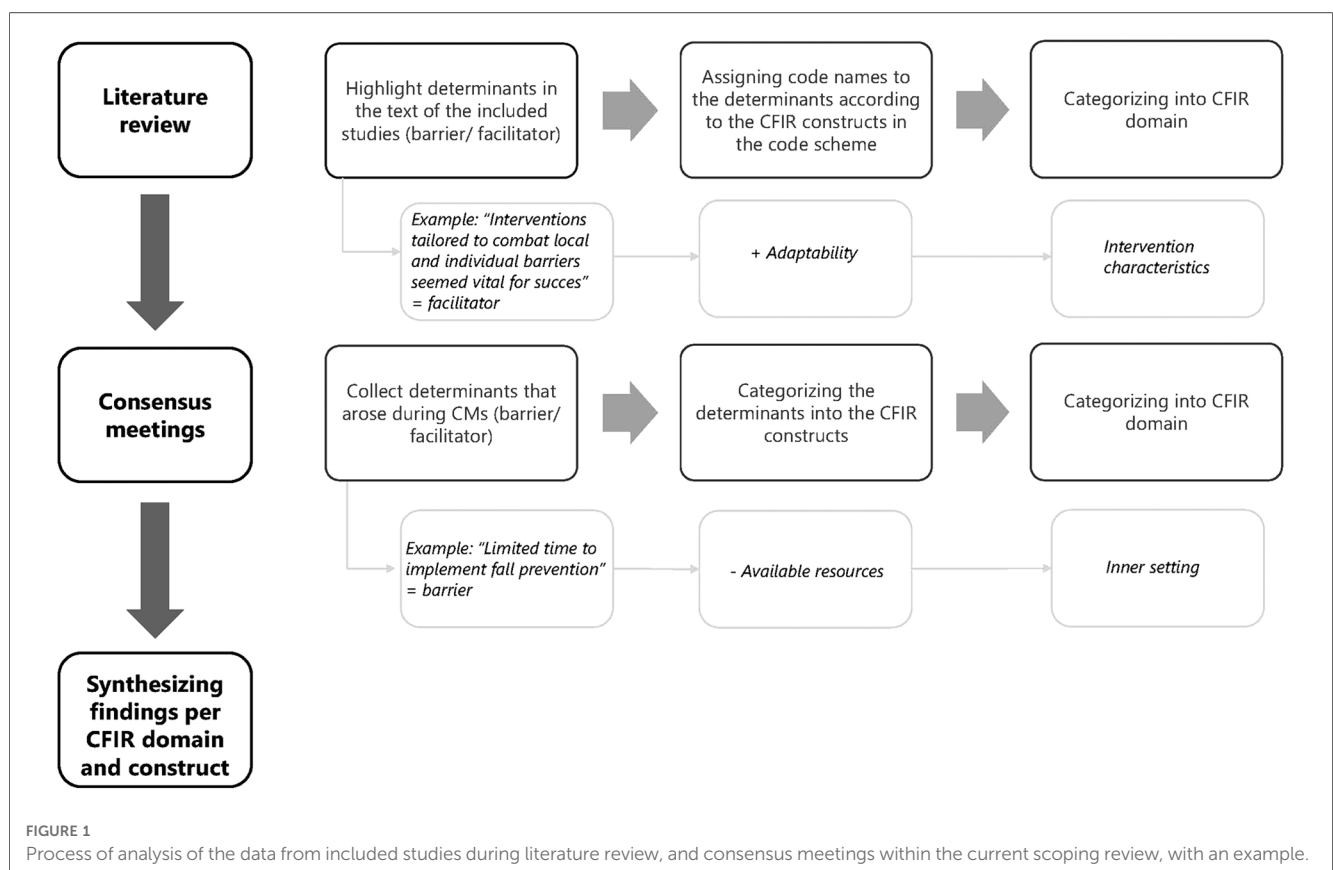 Literature
review
Highlight determinants in
the text of the included
studies (barrier/ facilitator)
Assigning code names to
the determinants according
to the CFIR constructs in
the code scheme
Categorizing into CFIR
domain
Example: “Interventions
tailored to combat local
and individual barriers
seemed vital for succes”
= facilitator
+ Adaptability
Intervention
characteristics
Consensus
meetings
Collect determinants that
arose during CMs (barrier/
facilitator)
Categorizing the
determinants into the CFIR
constructs
Categorizing into CFIR
domain
Example: “Limited time to
implement fall prevention”
= barrier
- Available resources
Inner setting
Synthesizing
findings per
CFIR domain
and construct
FIGURE 1
Process of analysis of the data from included studies during literature review, and consensus meetings within the current scoping review, with an example.